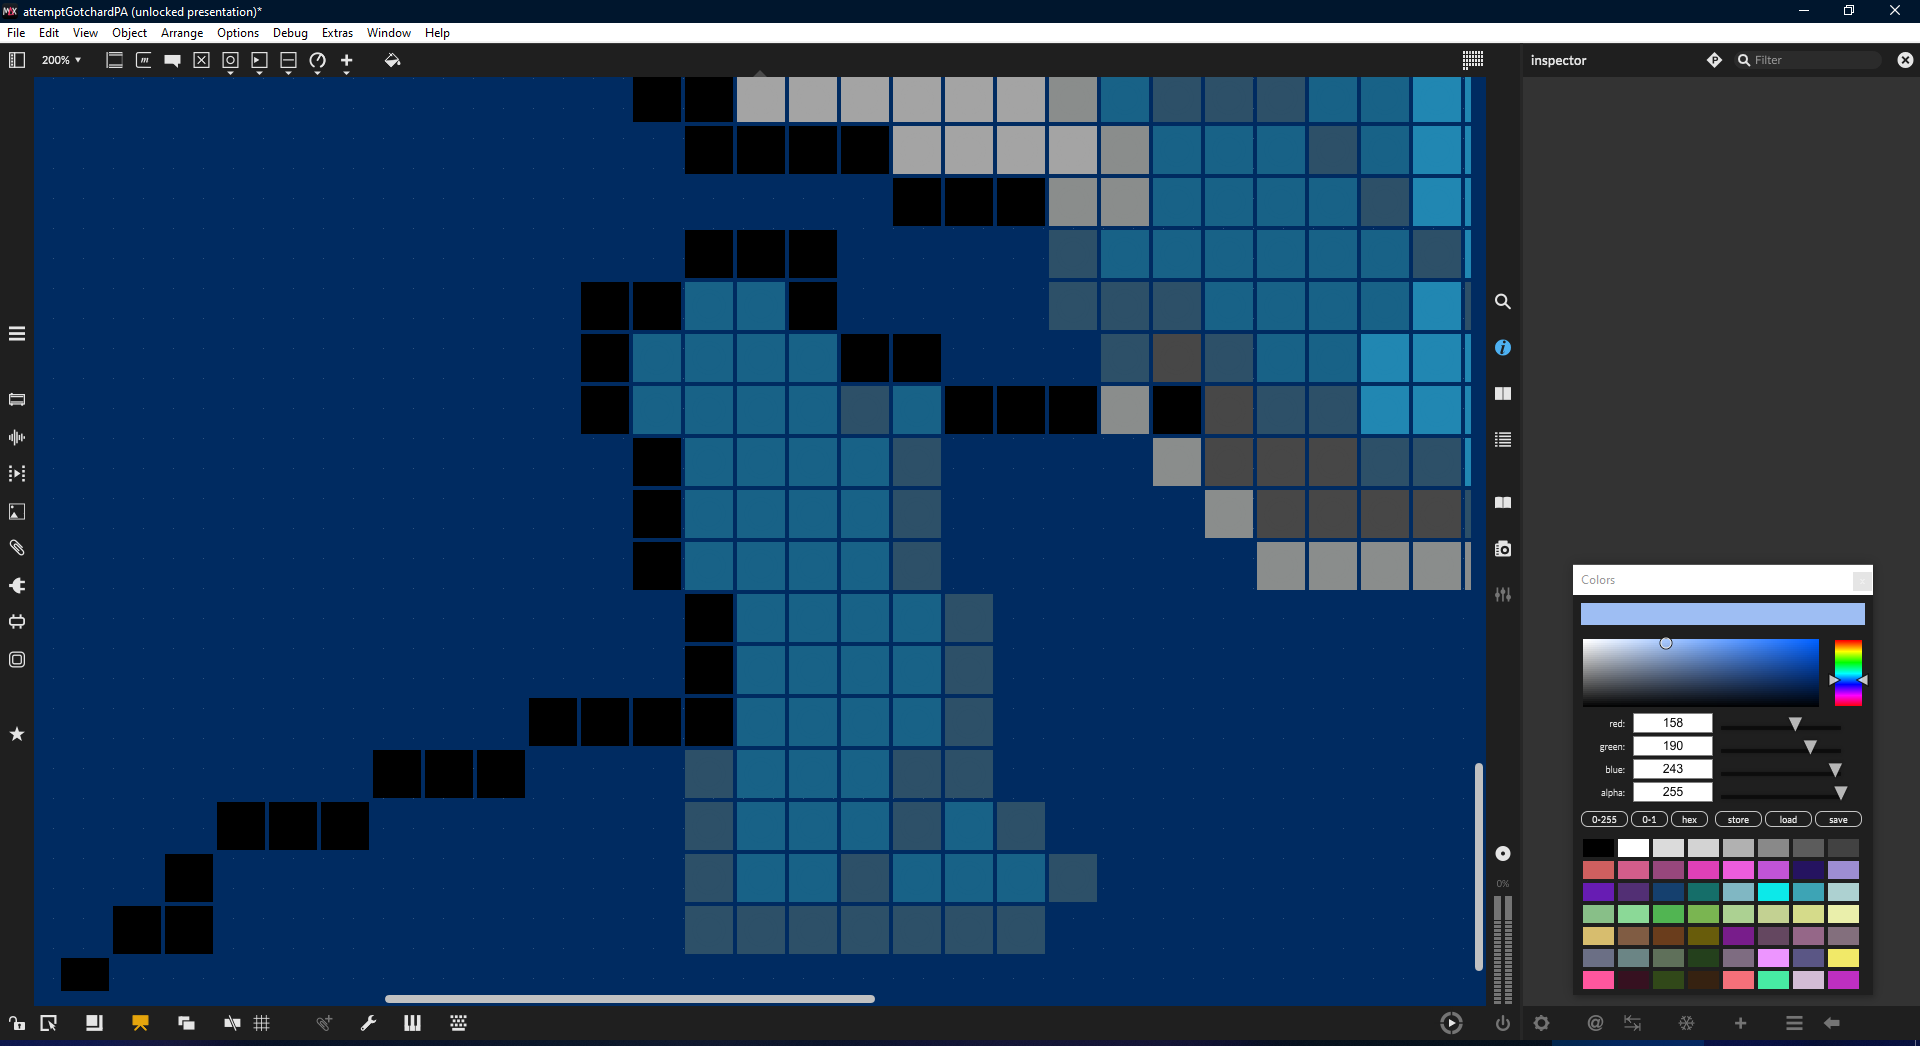 attemptGotchardPA (unlocked presentation)*
File Edit View Object Arrange Options Debug Extras Window Help
200%
inspector
Filter
Colors
red: 158
green: 190
blue: 243
alpha: 255
0-255 0-1 hex store load save
0%